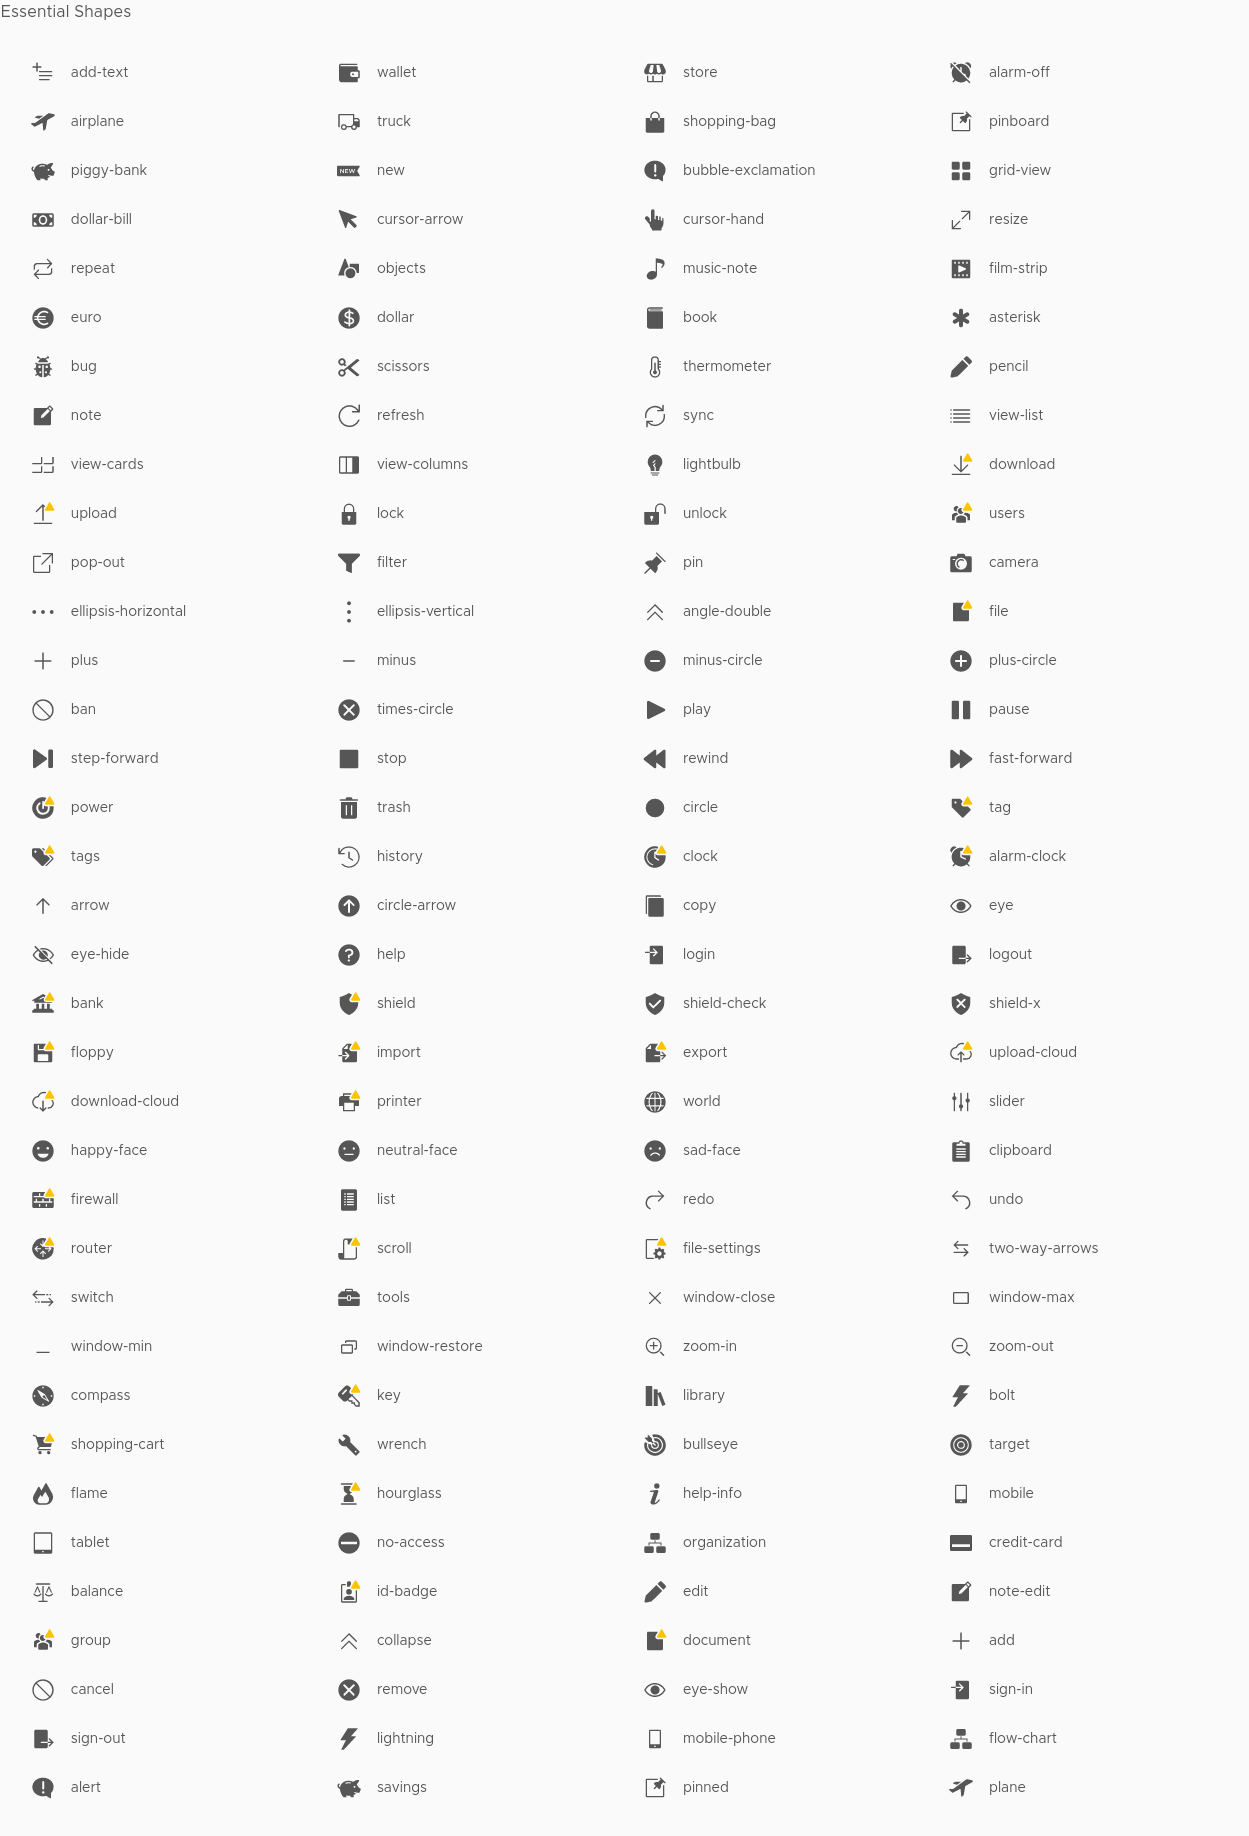 Essential Shapes
add-text wallet store alarm-off
airplane truck shopping-bag pinboard
piggy-bank NEW new bubble-exclamation grid-view
dollar-bill cursor-arrow cursor-hand resize
repeat objects music-note film-strip
euro dollar book asterisk
bug scissors thermometer pencil
note refresh sync view-list
view-cards view-columns lightbulb download
upload lock unlock users
pop-out filter pin camera
ellipsis-horizontal ellipsis-vertical angle-double file
plus minus minus-circle plus-circle
ban times-circle play pause
step-forward stop rewind fast-forward
power trash circle tag
tags history clock alarm-clock
arrow circle-arrow copy eye
eye-hide help login logout
bank shield shield-check shield-x
floppy import export upload-cloud
download-cloud printer world slider
happy-face neutral-face sad-face clipboard
firewall list redo undo
router scroll file-settings two-way-arrows
switch tools window-close window-max
window-min window-restore zoom-in zoom-out
compass key library bolt
shopping-cart wrench bullseye target
flame hourglass help-info mobile
tablet no-access organization credit-card
balance id-badge edit note-edit
group collapse document add
cancel remove eye-show sign-in
sign-out lightning mobile-phone flow-chart
alert savings pinned plane